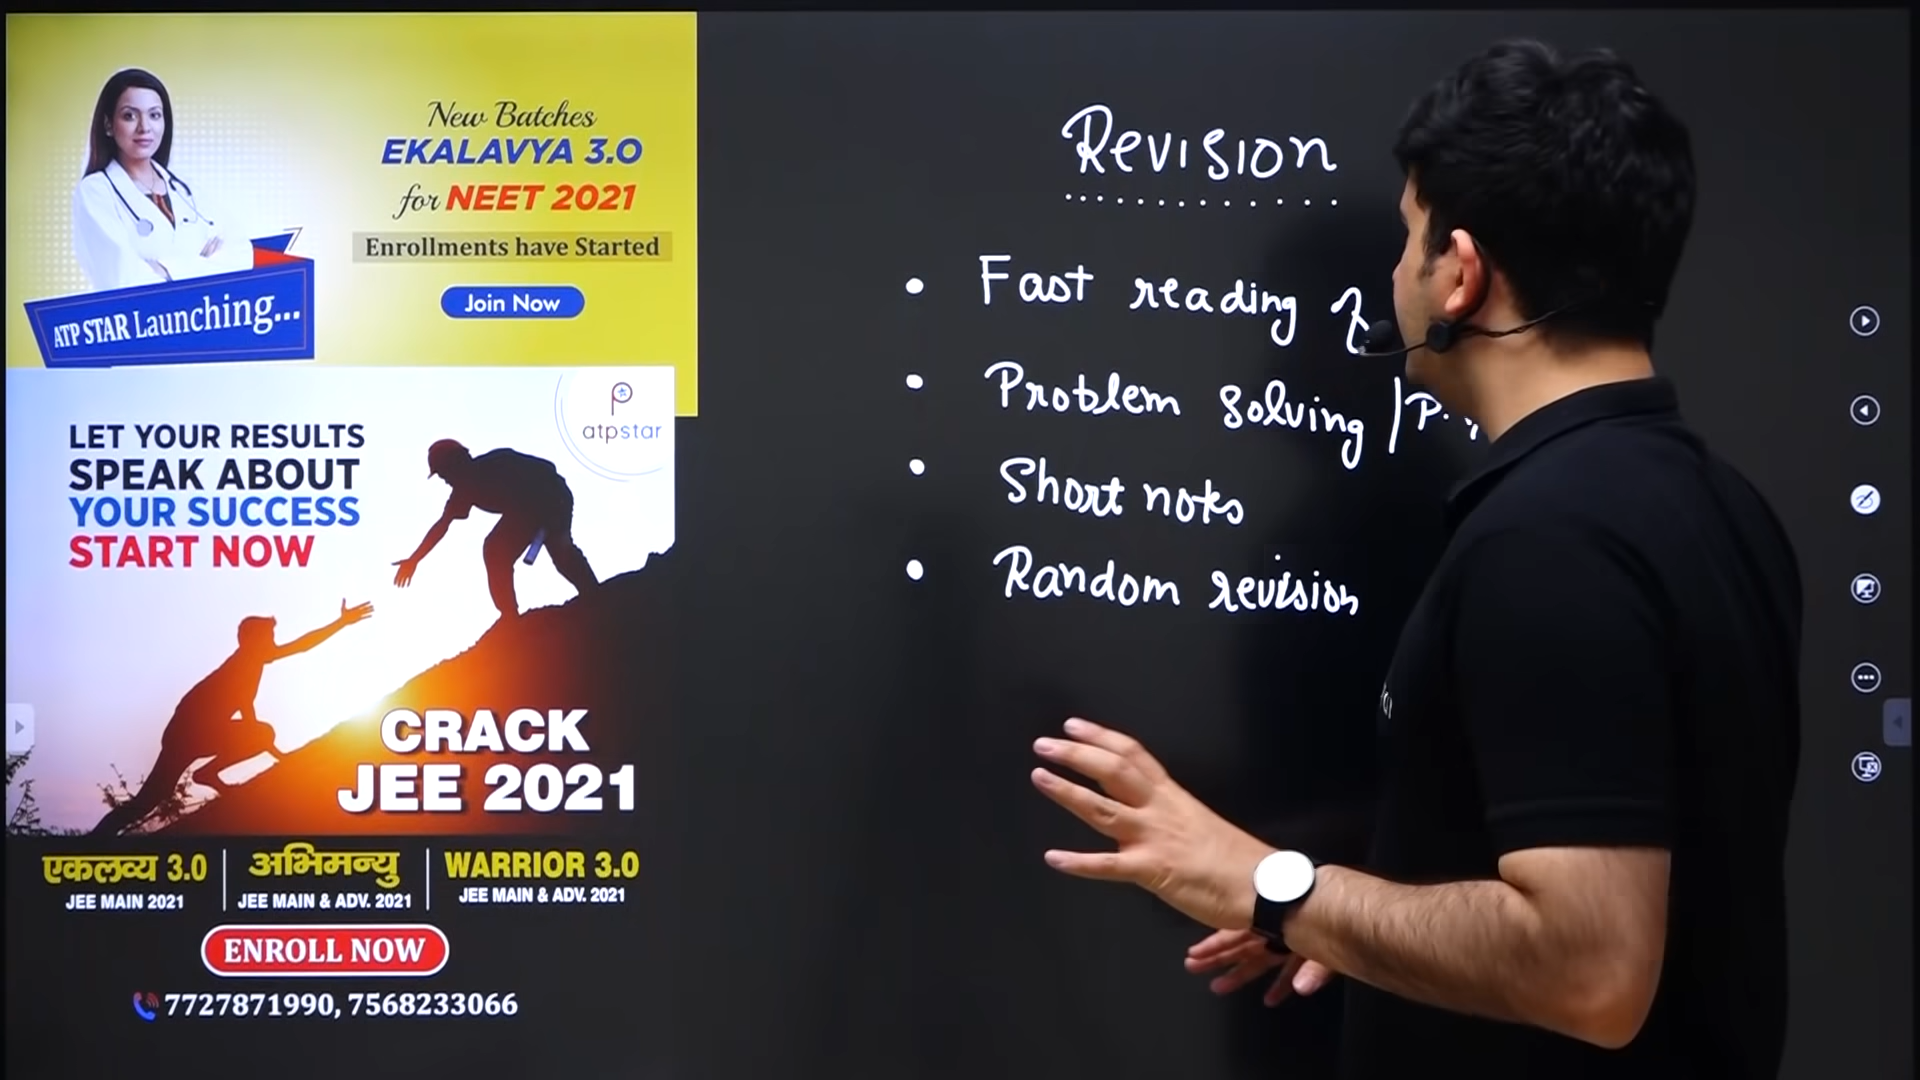 New Batches
EKALAVYA 3.O
for NEET 2021
Enrollments have Started
Join Now
ATP STAR Launching...
atpstar
LET YOUR RESULTS
SPEAK ABOUT
YOUR SUCCESS
START NOW
CRACK
JEE 2021
एकलव्य 3.0
JEE MAIN 2021
अभिमन्यु
JEE MAIN & ADV. 2021
WARRIOR 3.0
JEE MAIN & ADV. 2021
ENROLL NOW
7727871990, 7568233066
Revision
• Fast reading
• Problem solving / P.
• Short notes
• Random revision